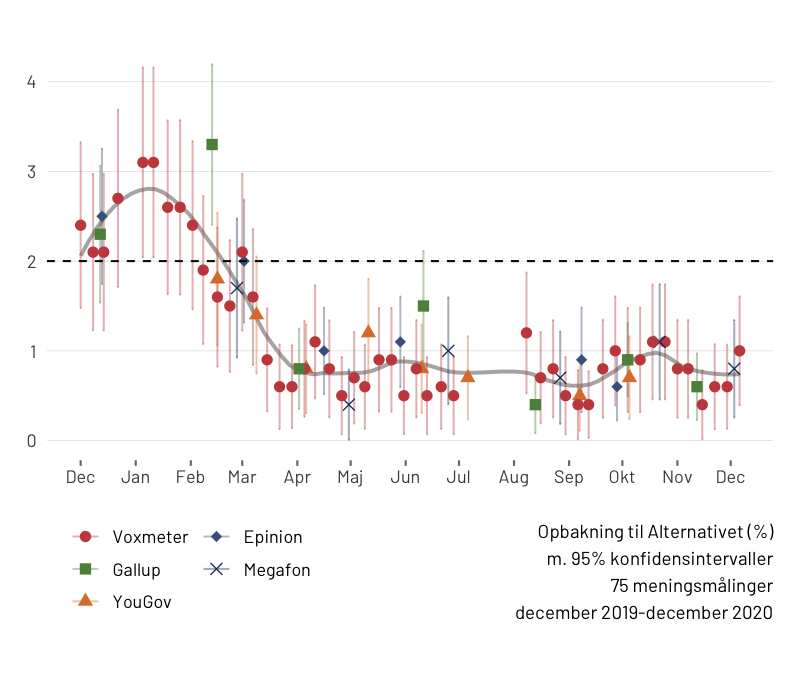 4
3
2
1
0
Dec Jan Feb Mar Apr Maj Jun Jul Aug Sep Okt Nov Dec
Voxmeter Epinion
Gallup Megafon
YouGov
Opbakning til Alternativet (%)
m. 95% konfidensintervaller
75 meningsmålinger
december 2019-december 2020